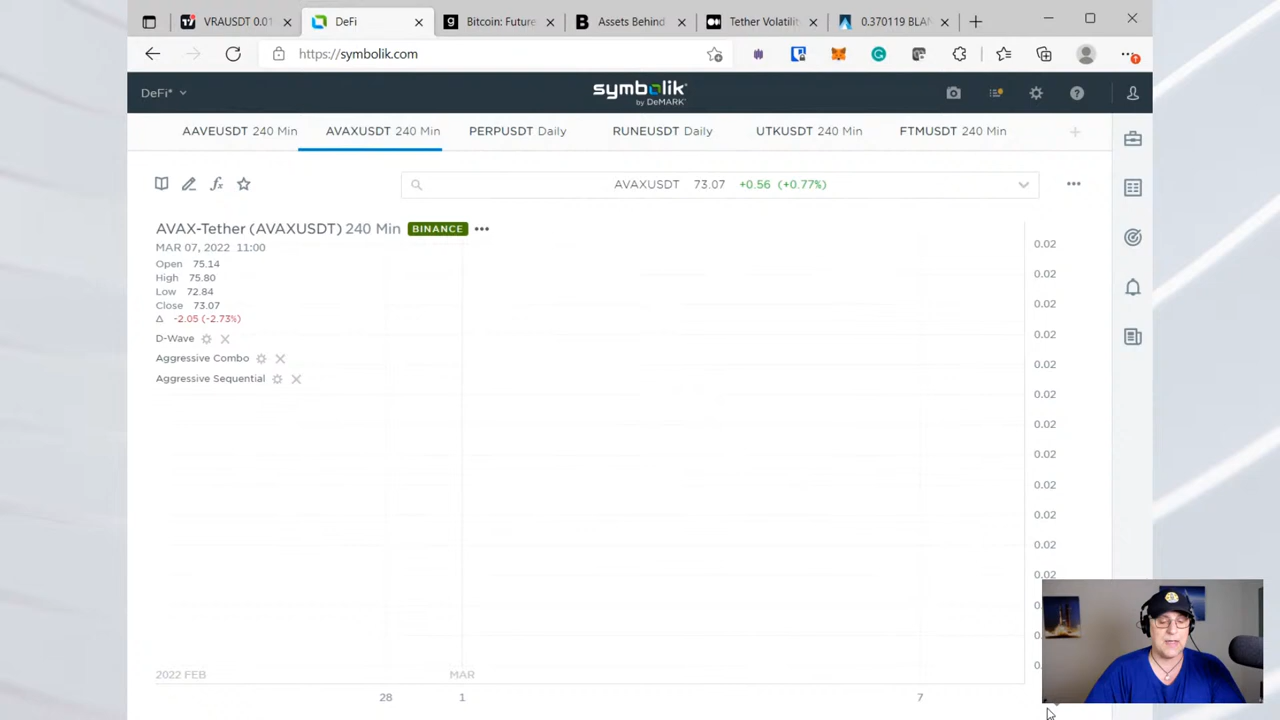 VRAUSDT 0.01
DeFi
Bitcoin: Future
Assets Behind
Tether Volatilit
0.370119 BLAN
https://symbolik.com
DeFi*
symbolik
by DeMARK
AAVEUSDT 240 Min
AVAXUSDT 240 Min
PERPUSDT Daily
RUNEUSDT Daily
UTKUSDT 240 Min
FTMUSDT 240 Min
AVAXUSDT 73.07 +0.56 (+0.77%)
AVAX-Tether (AVAXUSDT) 240 Min BINANCE
MAR 07, 2022 11:00
Open 75.14
High 75.80
Low 72.84
Close 73.07
Δ -2.05 (-2.73%)
D-Wave
Aggressive Combo
Aggressive Sequential
0.02
0.02
0.02
0.02
0.02
0.02
0.02
0.02
0.02
0.02
0.02
0.02
2022 FEB
MAR
28
1
7